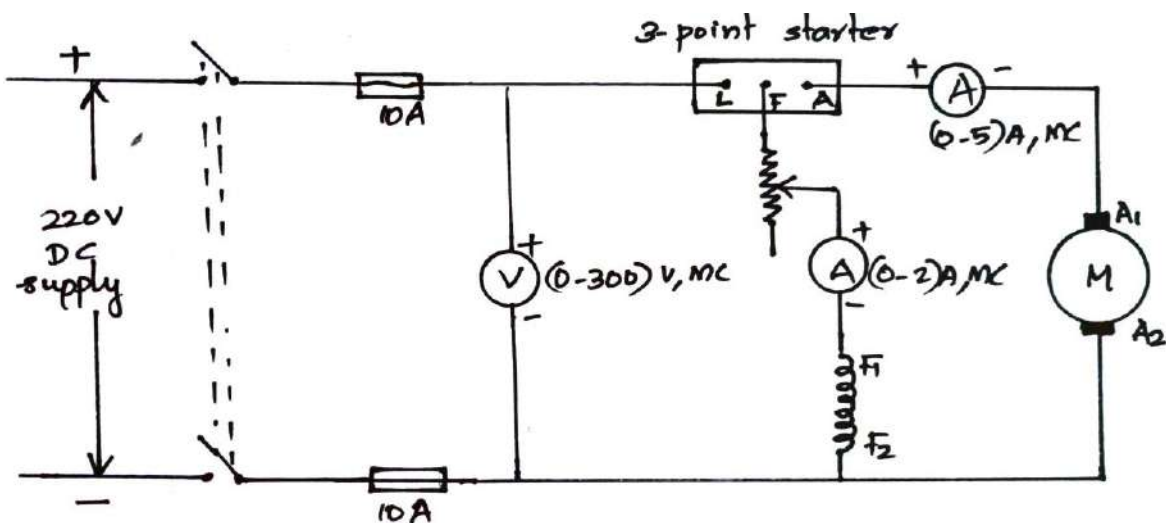 3-point starter
+
10A
L F A
+ A -
(0-5)A, MC
220V
DC
supply
+
V
(0-300)V, MC
-
+
A
(0-2)A, MC
-
A1
M
A2
F1
F2
-
10A